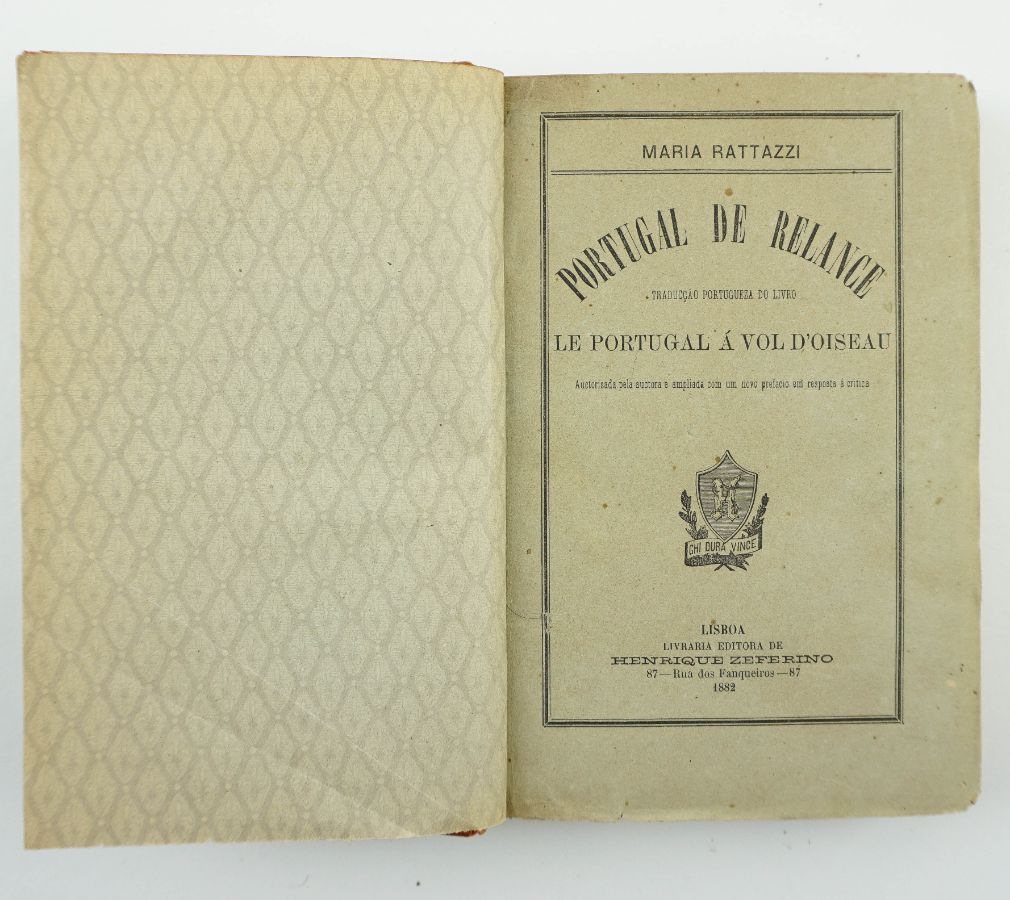 MARIA RATTAZZI
PORTUGAL DE RELANCE
TRADUCÇÃO PORTUGUEZA DO LIVRO
LE PORTUGAL Á VOL D'OISEAU
Auctorisada pela auctora e ampliada com um novo prefacio em resposta á critica
M
CHI DURA VINCE
LISBOA
LIVRARIA EDITORA DE
HENRIQUE ZEFERINO
87—Rua dos Fanqueiros—87
1882